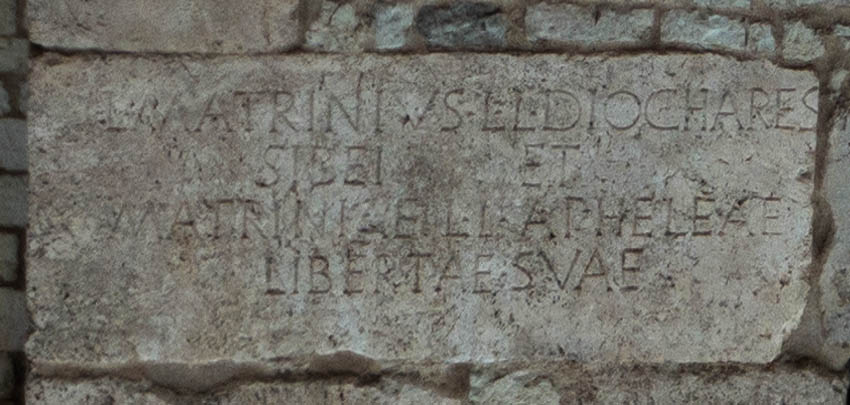 L·MATRINIVS·L·L·DIOCHARES
SIBEI ET
MATRINIAE·L·L·APHELEAE
LIBERTAE SVAE